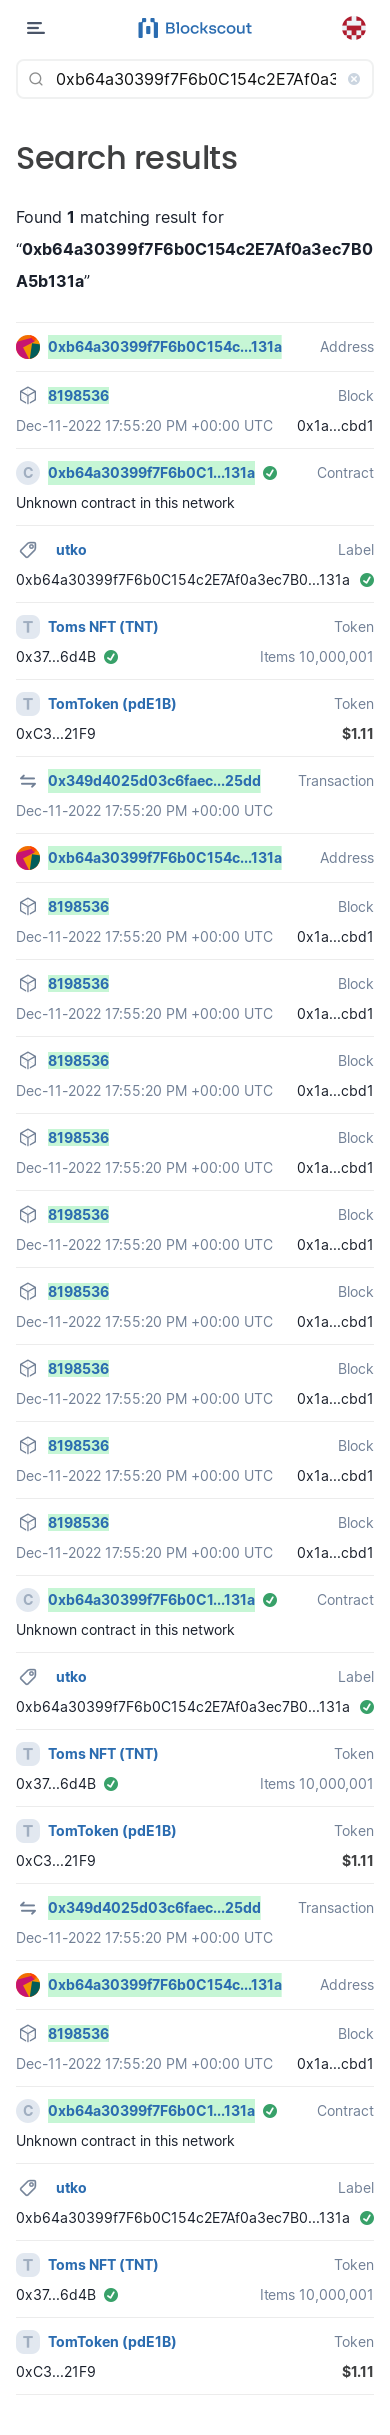 Blockscout
0xb64a30399f7F6b0C154c2E7Af0a3
Search results
Found 1 matching result for
“0xb64a30399f7F6b0C154c2E7Af0a3ec7B0
A5b131a”
0xb64a30399f7F6b0C154c...131a Address
8198536 Block
Dec-11-2022 17:55:20 PM +00:00 UTC 0x1a...cbd1
C 0xb64a30399f7F6b0C1...131a Contract
Unknown contract in this network
utko Label
0xb64a30399f7F6b0C154c2E7Af0a3ec7B0...131a
T Toms NFT (TNT) Token
0x37...6d4B Items 10,000,001
T TomToken (pdE1B) Token
0xC3...21F9 $1.11
0x349d4025d03c6faec...25dd Transaction
Dec-11-2022 17:55:20 PM +00:00 UTC
0xb64a30399f7F6b0C154c...131a Address
8198536 Block
Dec-11-2022 17:55:20 PM +00:00 UTC 0x1a...cbd1
8198536 Block
Dec-11-2022 17:55:20 PM +00:00 UTC 0x1a...cbd1
8198536 Block
Dec-11-2022 17:55:20 PM +00:00 UTC 0x1a...cbd1
8198536 Block
Dec-11-2022 17:55:20 PM +00:00 UTC 0x1a...cbd1
8198536 Block
Dec-11-2022 17:55:20 PM +00:00 UTC 0x1a...cbd1
8198536 Block
Dec-11-2022 17:55:20 PM +00:00 UTC 0x1a...cbd1
8198536 Block
Dec-11-2022 17:55:20 PM +00:00 UTC 0x1a...cbd1
8198536 Block
Dec-11-2022 17:55:20 PM +00:00 UTC 0x1a...cbd1
8198536 Block
Dec-11-2022 17:55:20 PM +00:00 UTC 0x1a...cbd1
C 0xb64a30399f7F6b0C1...131a Contract
Unknown contract in this network
utko Label
0xb64a30399f7F6b0C154c2E7Af0a3ec7B0...131a
T Toms NFT (TNT) Token
0x37...6d4B Items 10,000,001
T TomToken (pdE1B) Token
0xC3...21F9 $1.11
0x349d4025d03c6faec...25dd Transaction
Dec-11-2022 17:55:20 PM +00:00 UTC
0xb64a30399f7F6b0C154c...131a Address
8198536 Block
Dec-11-2022 17:55:20 PM +00:00 UTC 0x1a...cbd1
C 0xb64a30399f7F6b0C1...131a Contract
Unknown contract in this network
utko Label
0xb64a30399f7F6b0C154c2E7Af0a3ec7B0...131a
T Toms NFT (TNT) Token
0x37...6d4B Items 10,000,001
T TomToken (pdE1B) Token
0xC3...21F9 $1.11